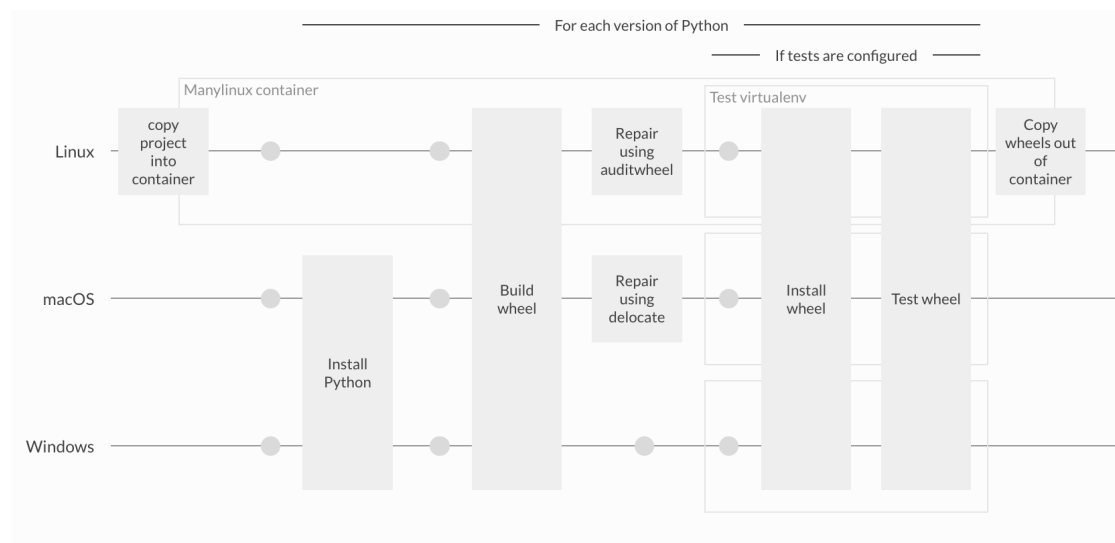 For each version of Python
If tests are configured
Manylinux container
Test virtualenv
Linux
copy
project
into
container
Repair
using
auditwheel
Copy
wheels out
of
container
macOS
Build
wheel
Repair
using
delocate
Install
wheel
Test wheel
Install
Python
Windows